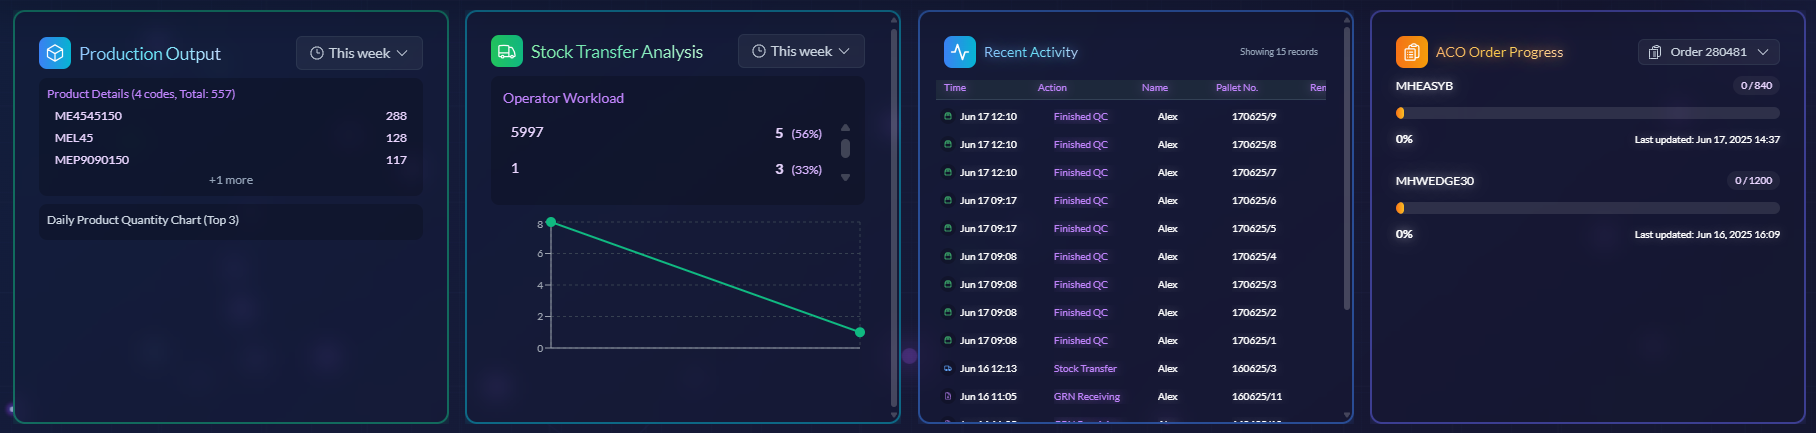 Production Output
This week
Product Details (4 codes, Total: 557)
ME4545150 288
MEL45 128
MEP9090150 117
+1 more
Daily Product Quantity Chart (Top 3)
Stock Transfer Analysis
This week
Operator Workload
5997 5 (56%)
1 3 (33%)
8
6
4
2
0
Recent Activity
Showing 15 records
Time Action Name Pallet No. Rem
Jun 17 12:10 Finished QC Alex 170625/9
Jun 17 12:10 Finished QC Alex 170625/8
Jun 17 12:10 Finished QC Alex 170625/7
Jun 17 09:17 Finished QC Alex 170625/6
Jun 17 09:17 Finished QC Alex 170625/5
Jun 17 09:08 Finished QC Alex 170625/4
Jun 17 09:08 Finished QC Alex 170625/3
Jun 17 09:08 Finished QC Alex 170625/2
Jun 17 09:08 Finished QC Alex 170625/1
Jun 16 12:13 Stock Transfer Alex 160625/3
Jun 16 11:05 GRN Receiving Alex 160625/11
ACO Order Progress
Order 280481
MHEASYB 0 / 840
0% Last updated: Jun 17, 2025 14:37
MHWEDGE30 0 / 1200
0% Last updated: Jun 16, 2025 16:09